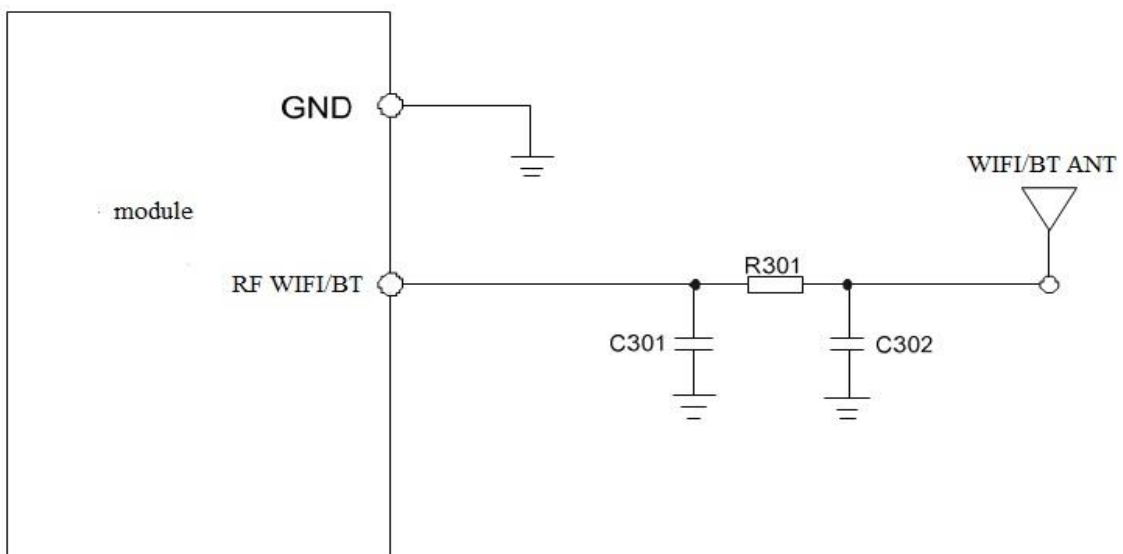 GND
WIFI/BT ANT
module
R301
RF WIFI/BT
C301
C302